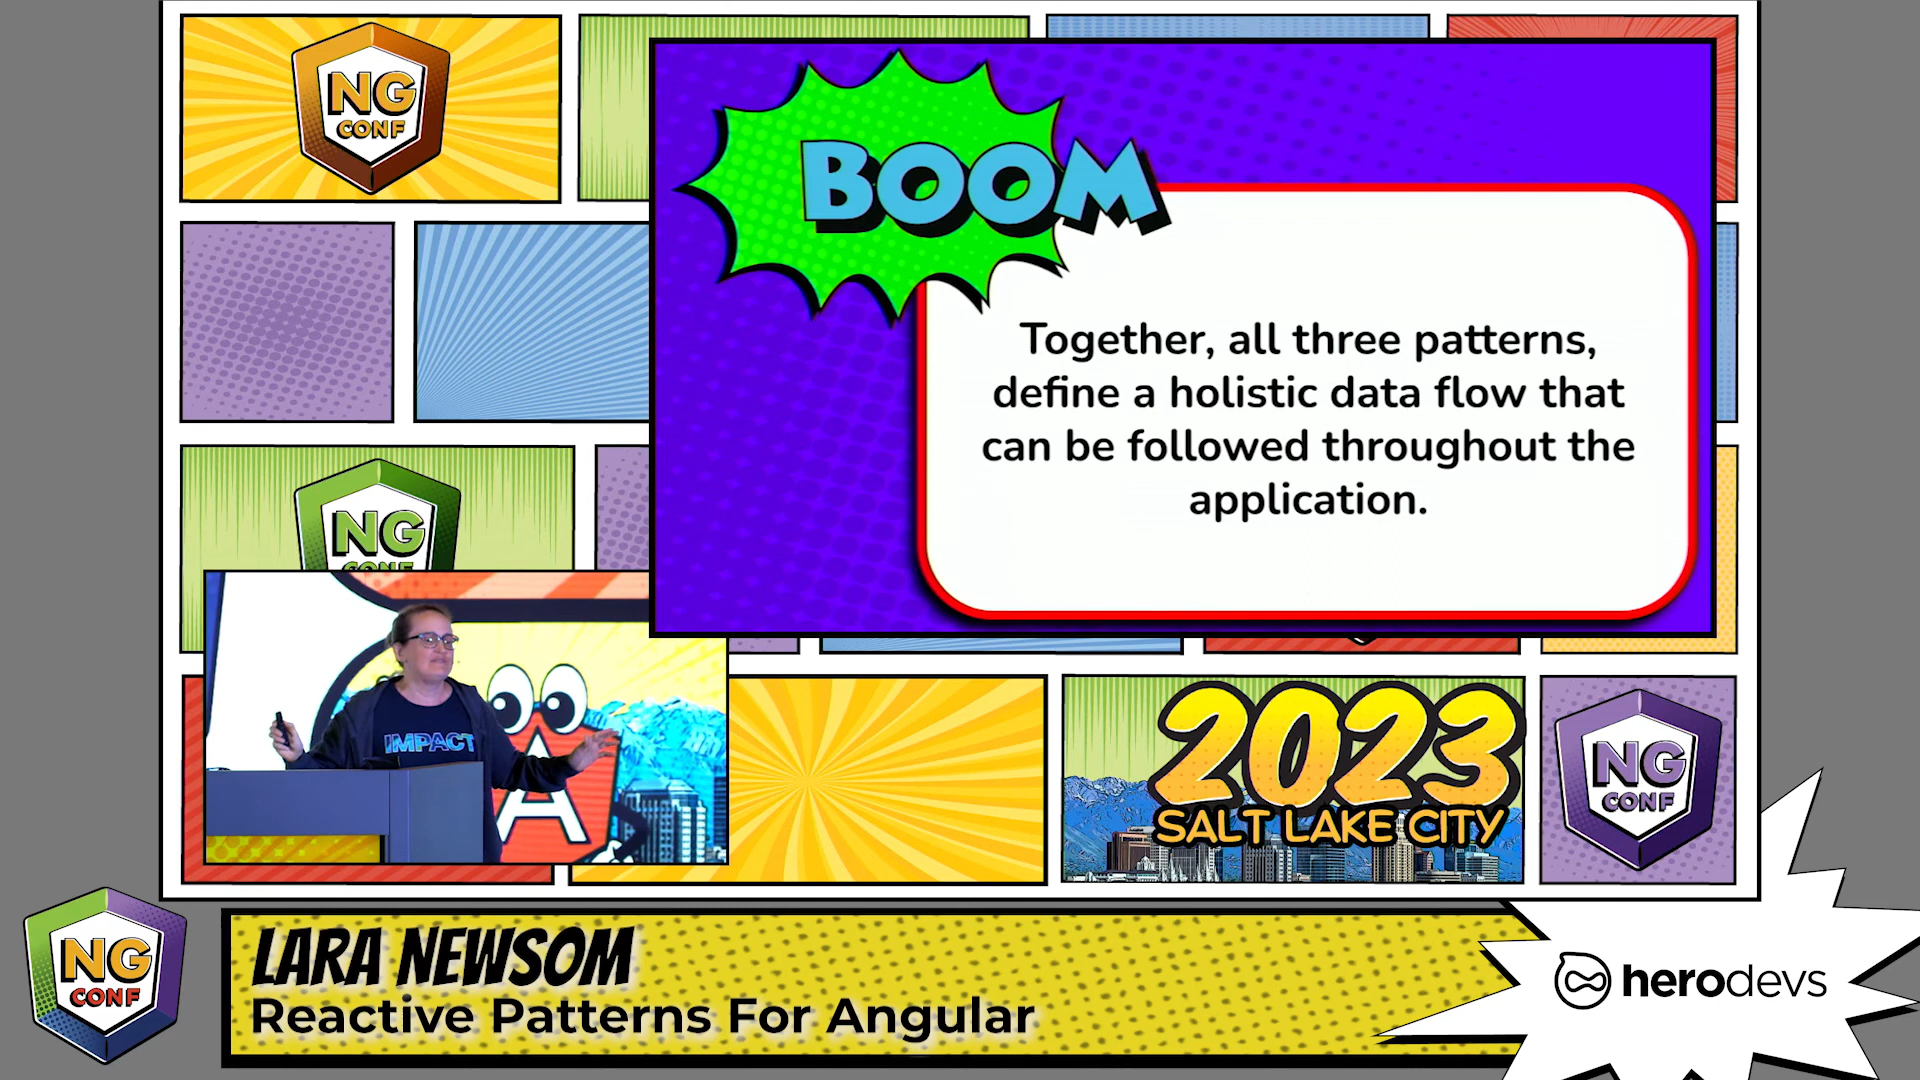 NG
CONF
BOOM
Together, all three patterns,
define a holistic data flow that
can be followed throughout the
application.
NG
CONF
IMPACT
A
2023
SALT LAKE CITY
NG
CONF
NG
CONF
LARA NEWSOM
Reactive Patterns For Angular
herodevs